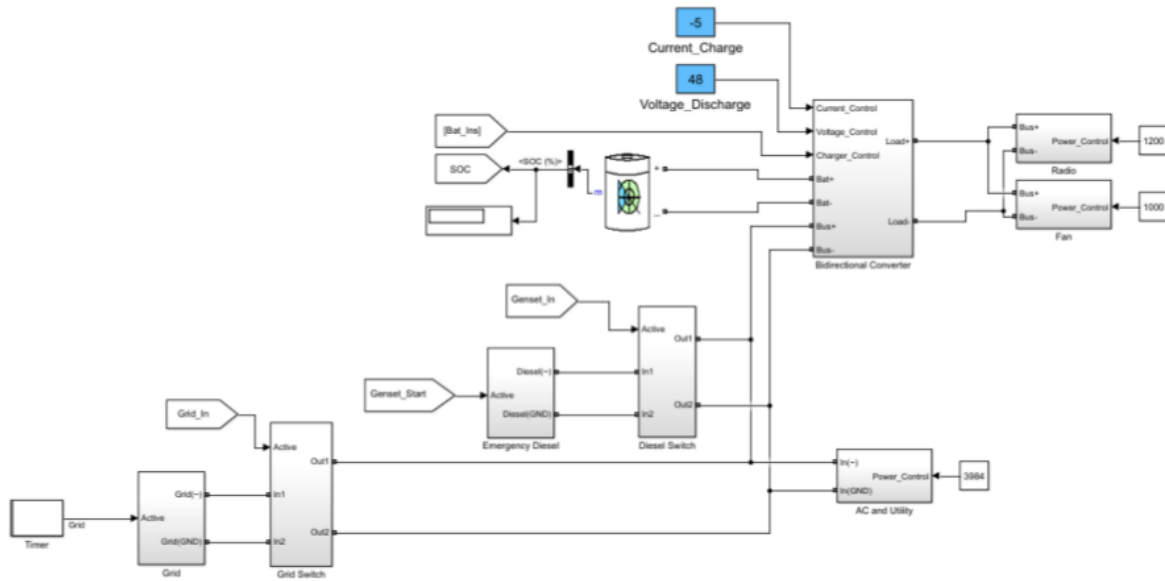 -5
Current_Charge
48
Voltage_Discharge
Current_Control
Voltage_Control
Charger_Control
Bat+
Bat-
Bus+
Bus-
Load+
Load-
Bidirectional Converter
Bus+
Bus-
Power_Control
Radio
1200
Bus+
Bus-
Power_Control
Fan
1000
[Bat_Ins]
SOC
<SOC (%)>
m
+
_
Genset_In
Active
Out1
In1
Out2
In2
Diesel Switch
Genset_Start
Active
Diesel(~)
Diesel(GND)
Emergency Diesel
Grid_In
Active
Out1
In1
In2
Out2
Grid Switch
Timer
Grid
Active
Grid(~)
Grid(GND)
Grid
In(~)
Power_Control
In(GND)
AC and Utility
3984